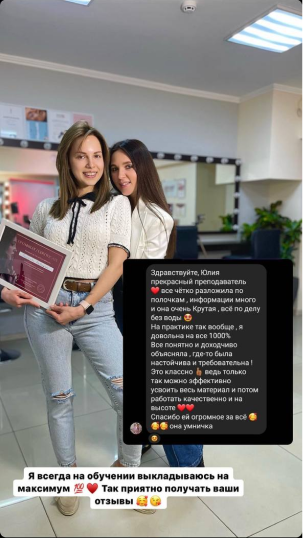 Здравствуйте, Юлия
прекрасный преподаватель
❤️все чётко разложила по
полочкам , информации много
и она очень Крутая , всё по делу
без воды 😍
На практике так вообще , я
довольна на все 1000%
Все понятно и доходчиво
объясняла , где-то была
настойчива и требовательна !
Это классно 👍🏽 ведь только
так можно эффективно
усвоить весь материал и потом
работать качественно и на
высоте ❤️❤️
Спасибо ей огромное за всё 🥰
🥰🥰 она умничка
Я всегда на обучении выкладываюсь на
максимум 💯❤️ Так приятно получать ваши
отзывы 🥰😘